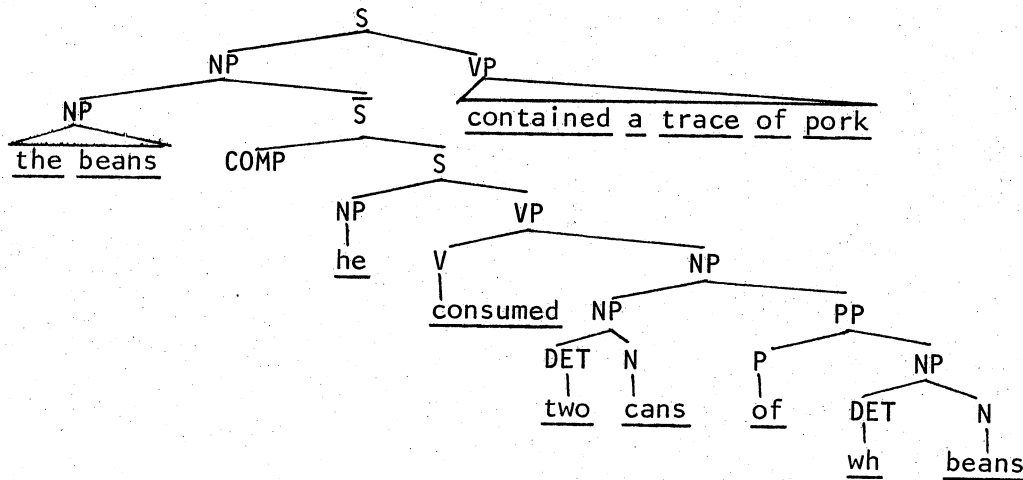 S
NP VP
NP S̅ contained a trace of pork
the beans COMP S
NP VP
he V NP
consumed NP PP
DET N P NP
two cans of DET N
wh beans